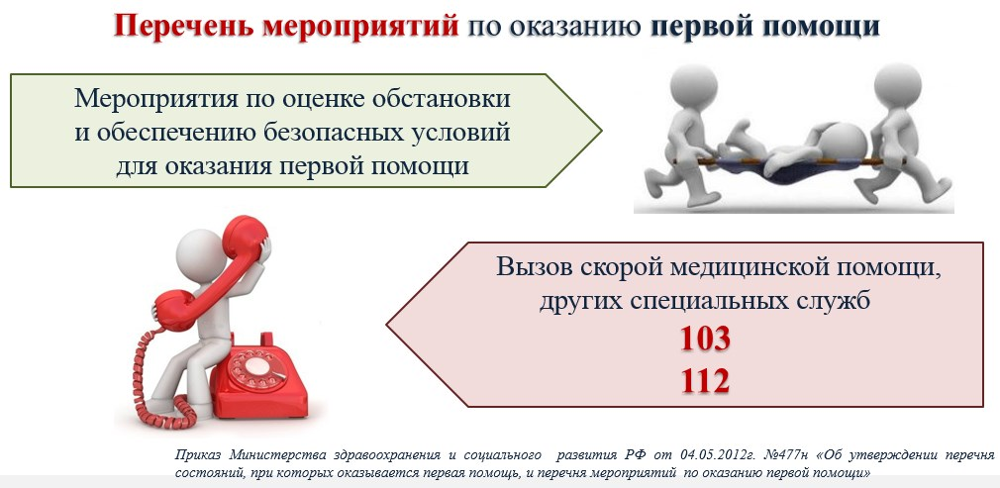 Перечень мероприятий по оказанию первой помощи
Мероприятия по оценке обстановки
и обеспечению безопасных условий
для оказания первой помощи
Вызов скорой медицинской помощи,
других специальных служб
103
112
Приказ Министерства здравоохранения и социального развития РФ от 04.05.2012г. №477н «Об утверждении перечня
состояний, при которых оказывается первая помощь, и перечня мероприятий по оказанию первой помощи»